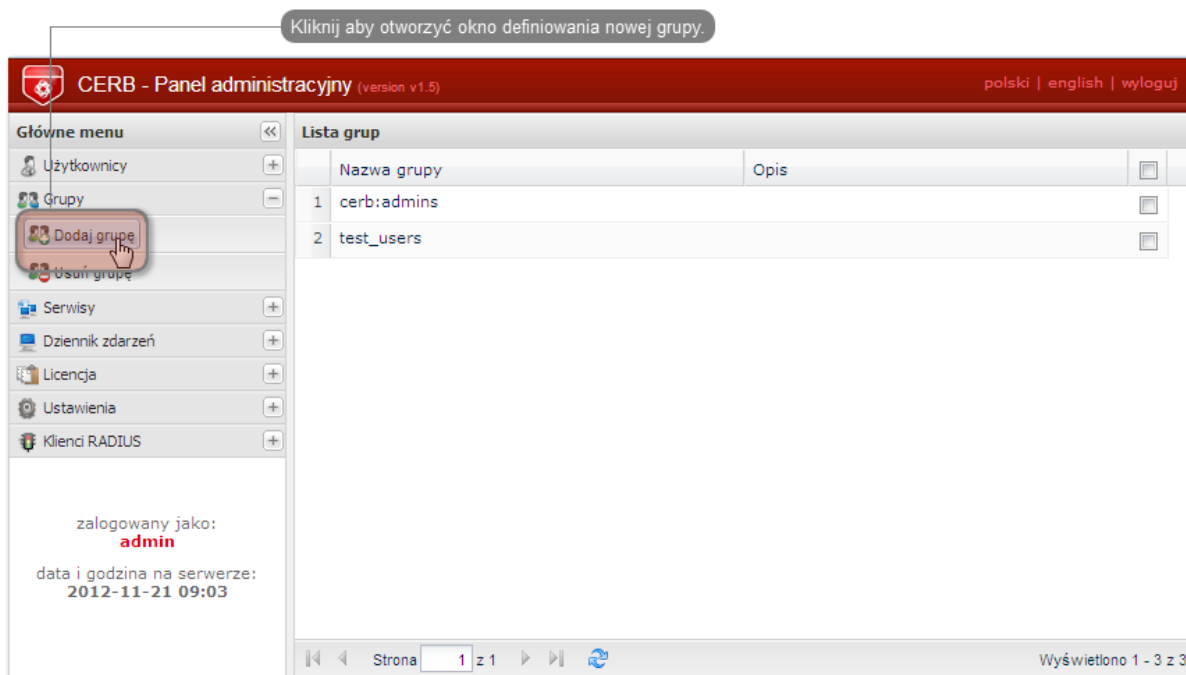 Kliknij aby otworzyć okno definiowania nowej grupy.
CERB - Panel administracyjny (version v1.5)
polski | english | wyloguj
Główne menu
Użytkownicy
Grupy
Dodaj grupę
Usuń grupę
Serwisy
Dziennik zdarzeń
Licencja
Ustawienia
Klienci RADIUS
zalogowany jako:
admin
data i godzina na serwerze:
2012-11-21 09:03
Lista grup
Nazwa grupy Opis
1 cerb:admins
2 test_users
Strona 1 z 1
Wyświetlono 1 - 3 z 3